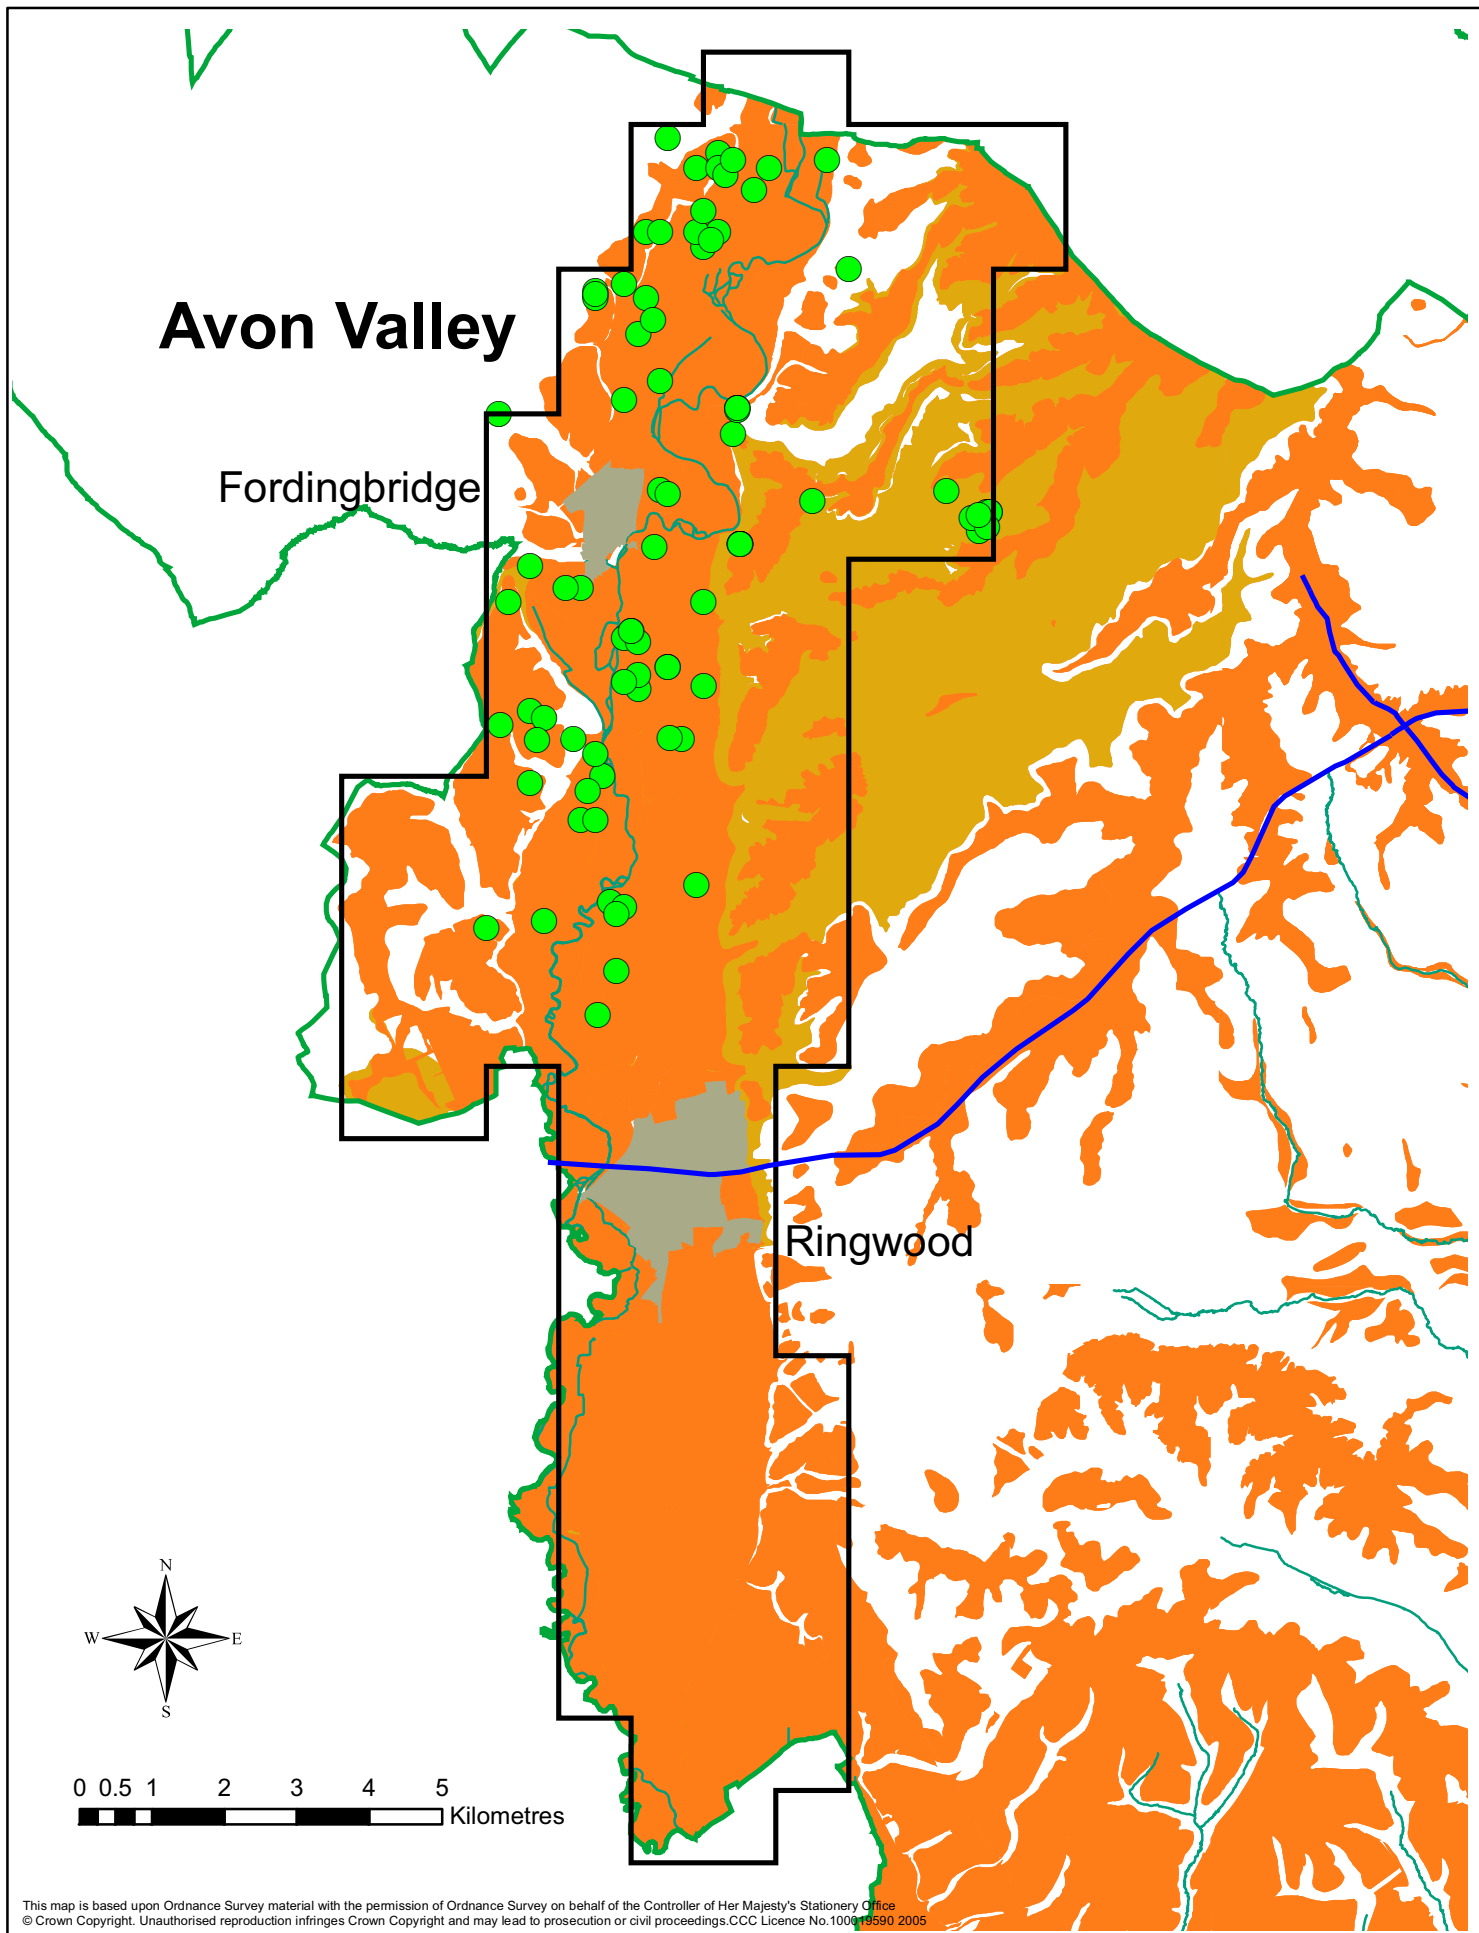 Avon Valley
Fordingbridge
Ringwood
N
W E
S
0 0.5 1 2 3 4 5
Kilometres
This map is based upon Ordnance Survey material with the permission of Ordnance Survey on behalf of the Controller of Her Majesty's Stationery Office
© Crown Copyright. Unauthorised reproduction infringes Crown Copyright and may lead to prosecution or civil proceedings.CCC Licence No.100019590 2005